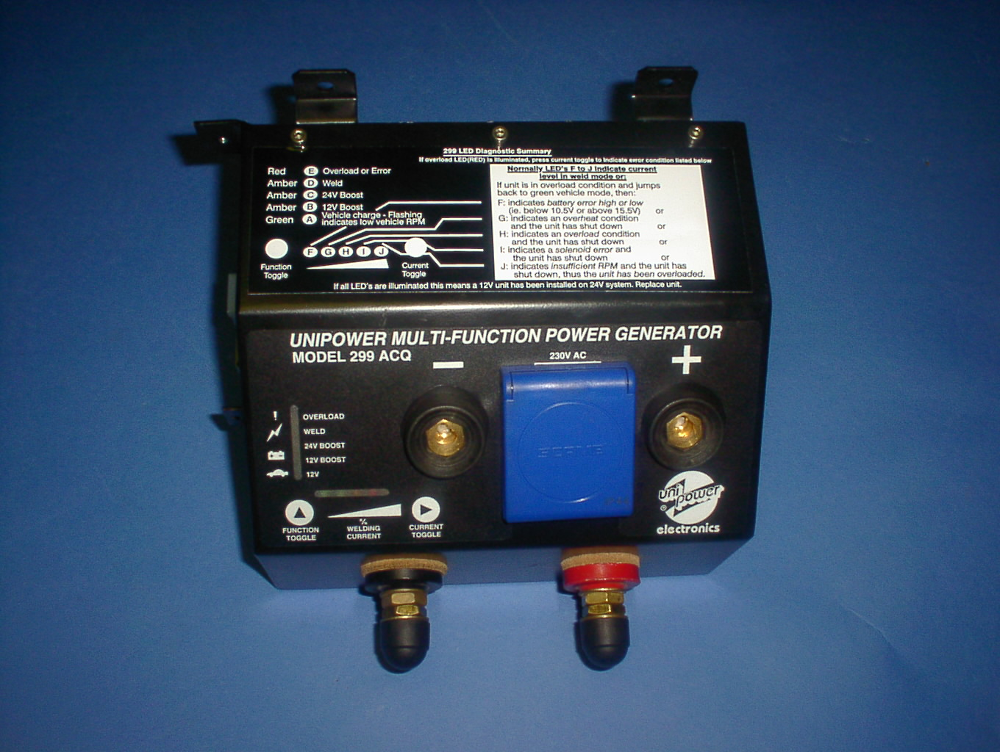 299 LED Diagnostic Summary
If overload LED(RED) is illuminated, press current toggle to indicate error condition listed below
Red E Overload or Error
Amber D Weld
Amber C 24V Boost
Amber B 12V Boost
Green A Vehicle charge - Flashing
indicates low vehicle RPM
F G H I J
Function
Toggle
Current
Toggle
Normally LED's F to J indicate current
level in weld mode or:
If unit is in overload condition and jumps
back to green vehicle mode, then:
F: indicates battery error high or low
(ie. below 10.5V or above 15.5V) or
G: indicates an overheat condition
and the unit has shut down or
H: indicates an overload condition
and the unit has shut down or
I: indicates a solenoid error and
the unit has shut down or
J: indicates insufficient RPM and the unit has
shut down, thus the unit has been overloaded.
If all LED's are illuminated this means a 12V unit has been installed on 24V system. Replace unit.
UNIPOWER MULTI-FUNCTION POWER GENERATOR
MODEL 299 ACQ
230V AC
− +
! OVERLOAD
WELD
24V BOOST
12V BOOST
12V
FUNCTION
TOGGLE
%
WELDING
CURRENT
CURRENT
TOGGLE
uni
power
®
electronics